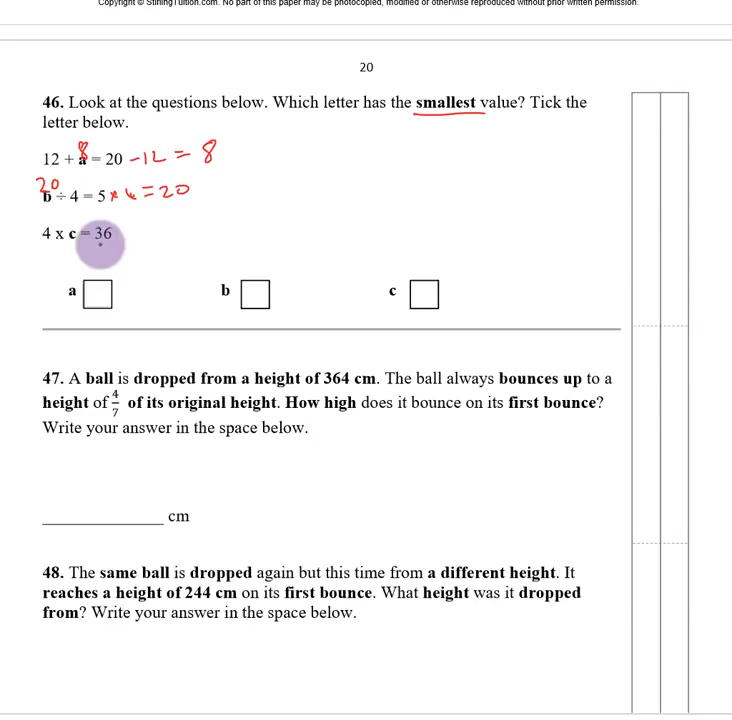 Copyright © StirlingTuition.com. No part of this paper may be photocopied, modified or otherwise reproduced without prior written permission.
20
46. Look at the questions below. Which letter has the smallest value? Tick the
letter below.
12 + a = 20 -12 = 8
8
20
b ÷ 4 = 5 × 4 = 20
4 x c = 36
a b c
47. A ball is dropped from a height of 364 cm. The ball always bounces up to a
height of 4/7 of its original height. How high does it bounce on its first bounce?
Write your answer in the space below.
____________ cm
48. The same ball is dropped again but this time from a different height. It
reaches a height of 244 cm on its first bounce. What height was it dropped
from? Write your answer in the space below.